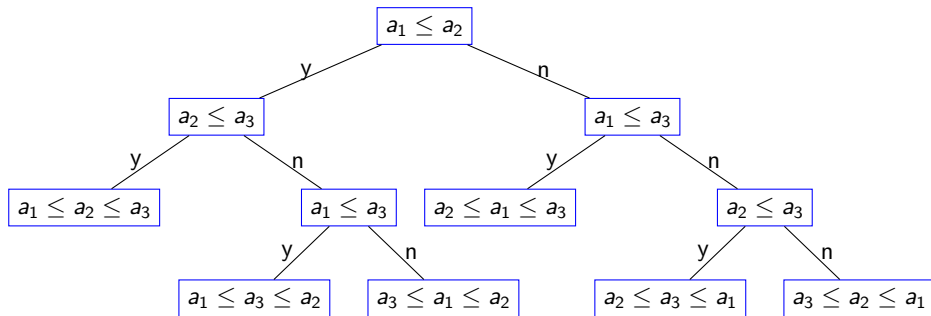 a₁ ≤ a₂
y n
a₂ ≤ a₃ a₁ ≤ a₃
y n y n
a₁ ≤ a₂ ≤ a₃ a₁ ≤ a₃ a₂ ≤ a₁ ≤ a₃ a₂ ≤ a₃
y n y n
a₁ ≤ a₃ ≤ a₂ a₃ ≤ a₁ ≤ a₂ a₂ ≤ a₃ ≤ a₁ a₃ ≤ a₂ ≤ a₁